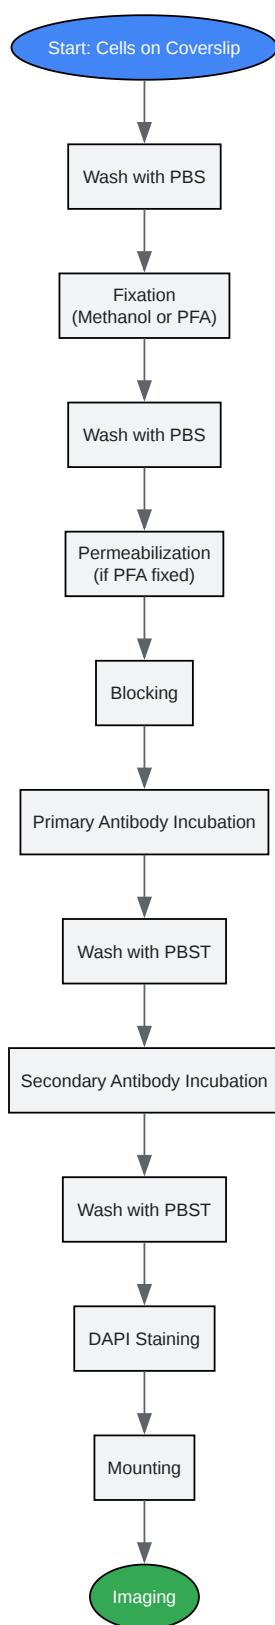 Start: Cells on Coverslip
Wash with PBS
Fixation
(Methanol or PFA)
Wash with PBS
Permeabilization
(if PFA fixed)
Blocking
Primary Antibody Incubation
Wash with PBST
Secondary Antibody Incubation
Wash with PBST
DAPI Staining
Mounting
Imaging